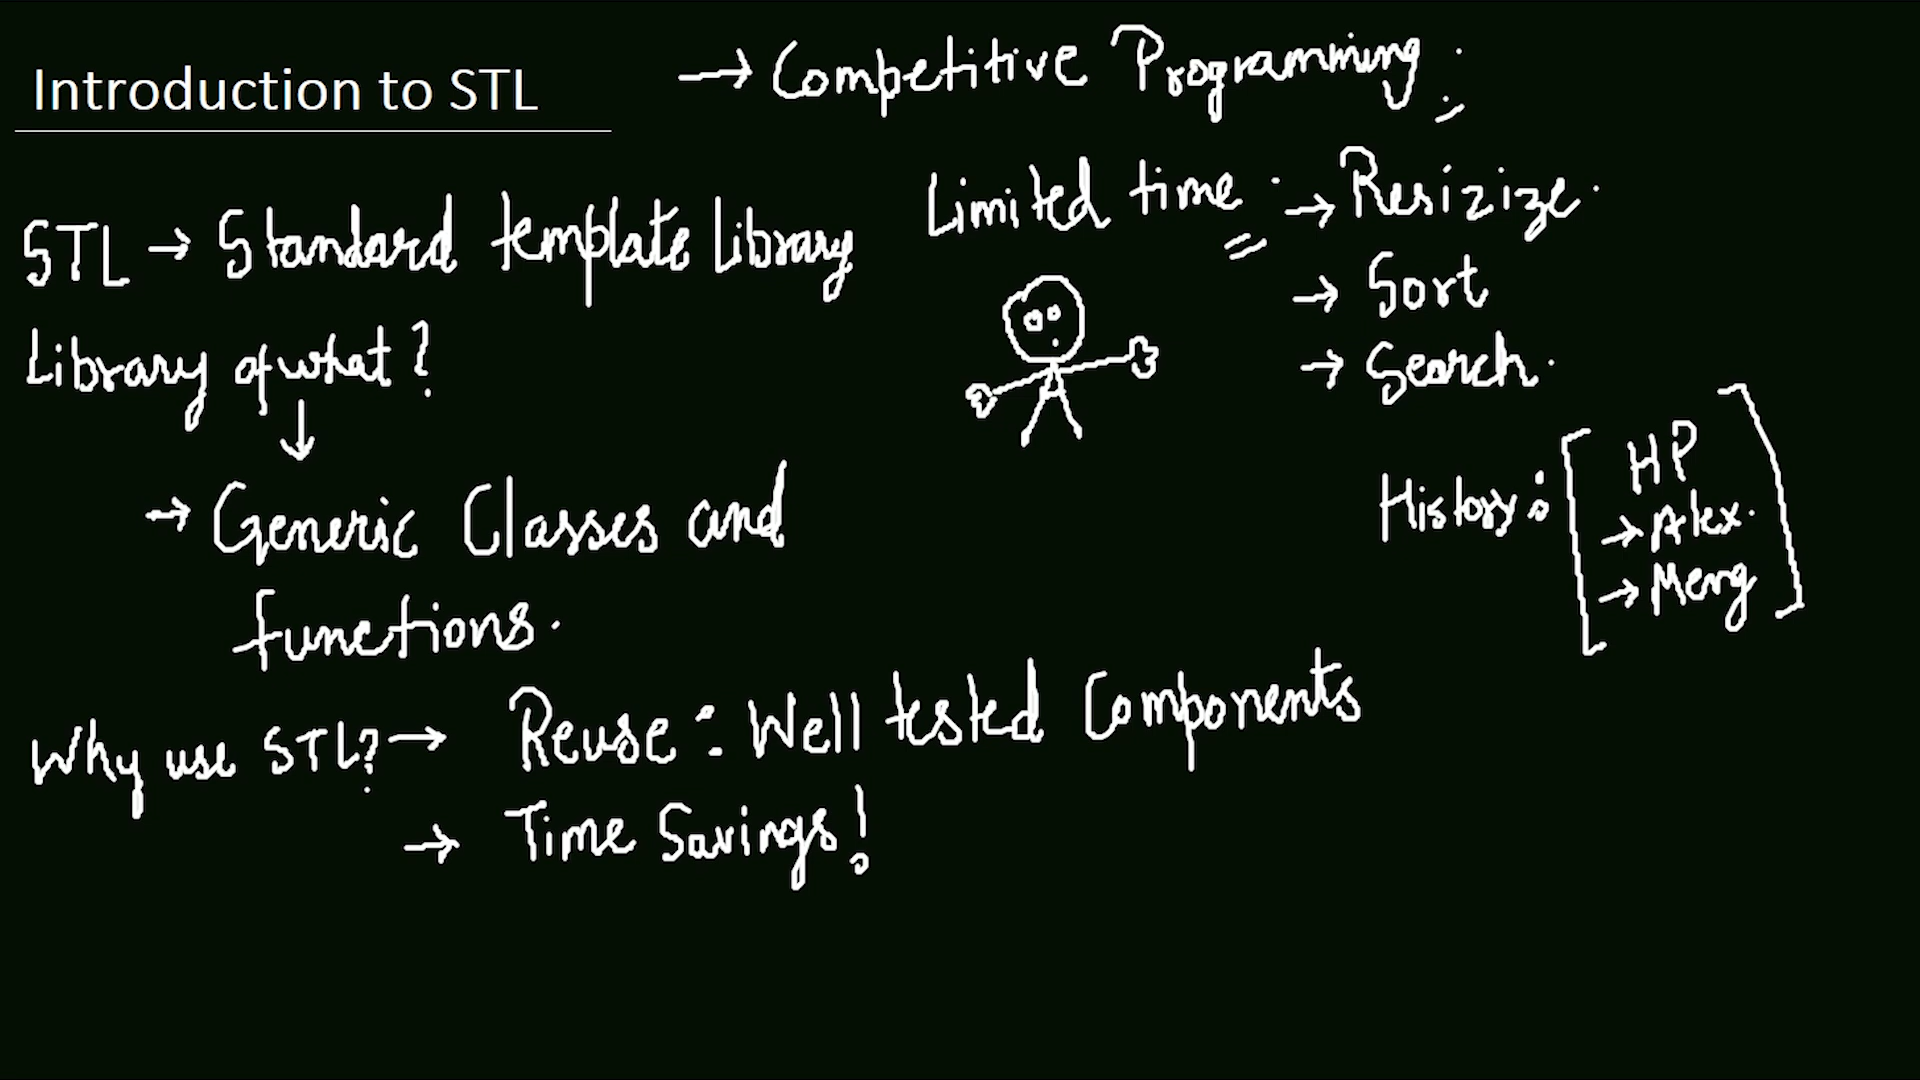 Introduction to STL
→ Competitive Programming
STL → Standard template Library
Library of what?
→ Generic Classes and
functions.
Limited time → Resizize.
→ Sort
→ Search.
History: [HP
→ Alex.
→ Meng]
Why use STL? → Reuse: Well tested Components
→ Time Savings!